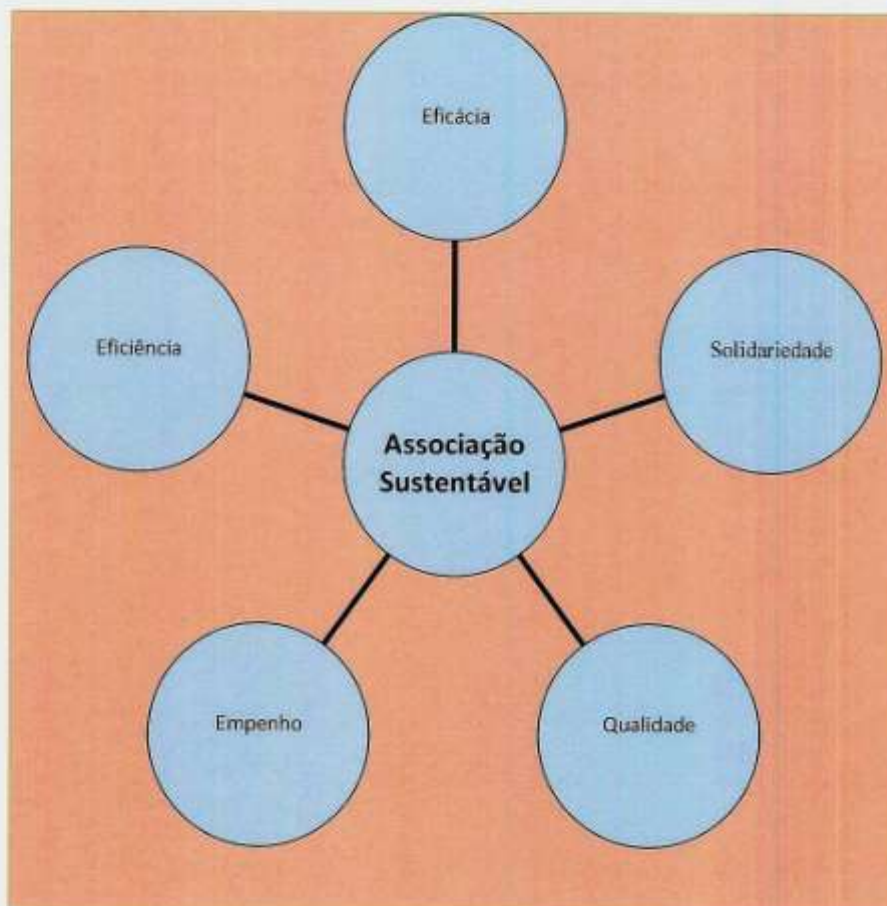 Eficácia
Eficiência
Solidariedade
Associação
Sustentável
Empenho
Qualidade